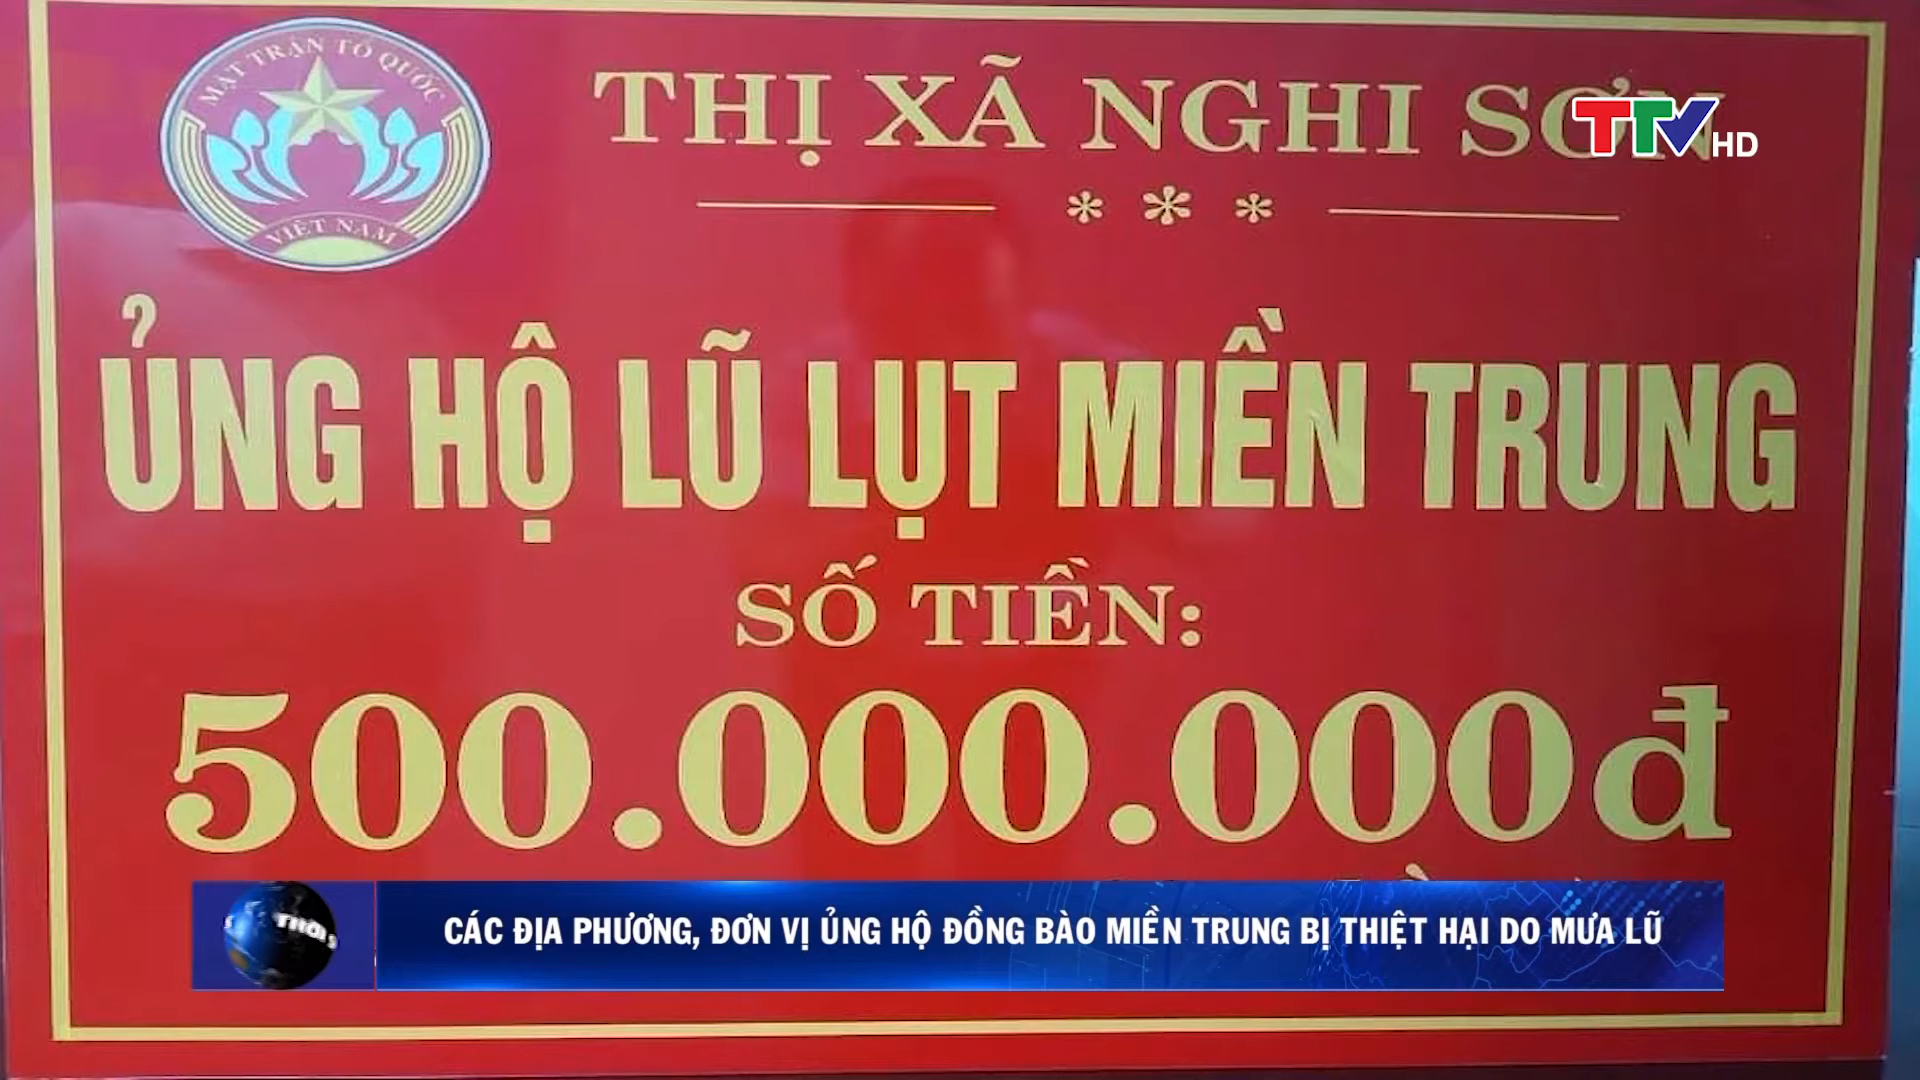 MẶT TRẬN TỔ QUỐC
VIỆT NAM
THỊ XÃ NGHI SƠN
TTV HD
* * *
ỦNG HỘ LŨ LỤT MIỀN TRUNG
SỐ TIỀN:
500.000.000đ
THỜI S
CÁC ĐỊA PHƯƠNG, ĐƠN VỊ ỦNG HỘ ĐỒNG BÀO MIỀN TRUNG BỊ THIỆT HẠI DO MƯA LŨ